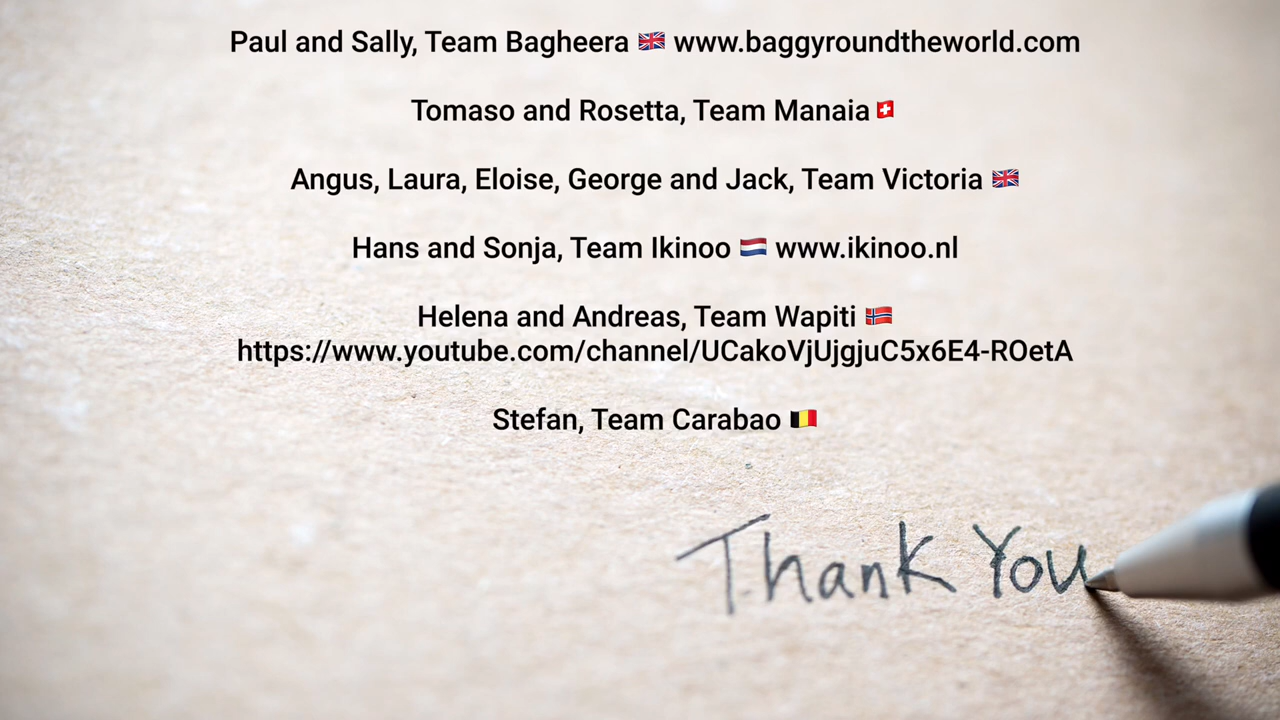 Paul and Sally, Team Bagheera 🇬🇧 www.baggyroundtheworld.com
Tomaso and Rosetta, Team Manaia 🇨🇭
Angus, Laura, Eloise, George and Jack, Team Victoria 🇬🇧
Hans and Sonja, Team Ikinoo 🇳🇱 www.ikinoo.nl
Helena and Andreas, Team Wapiti 🇳🇴
https://www.youtube.com/channel/UCakoVjUjgjuC5x6E4-ROetA
Stefan, Team Carabao 🇧🇪
Thank You